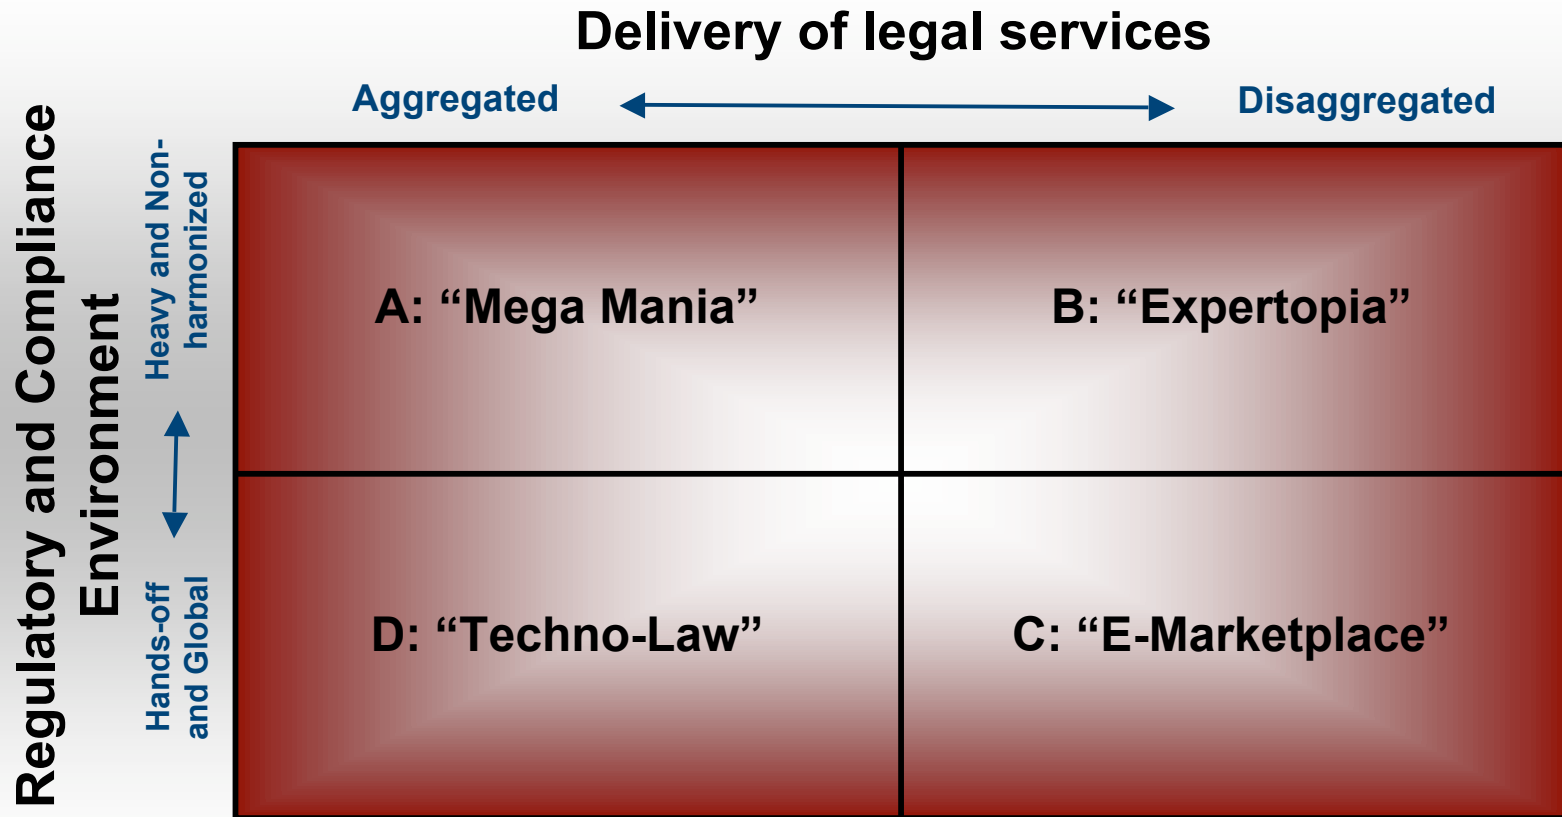 Delivery of legal services
Aggregated
Disaggregated
Regulatory and Compliance
Environment
Heavy and Non-
harmonized
Hands-off
and Global
A: “Mega Mania”
B: “Expertopia”
D: “Techno-Law”
C: “E-Marketplace”